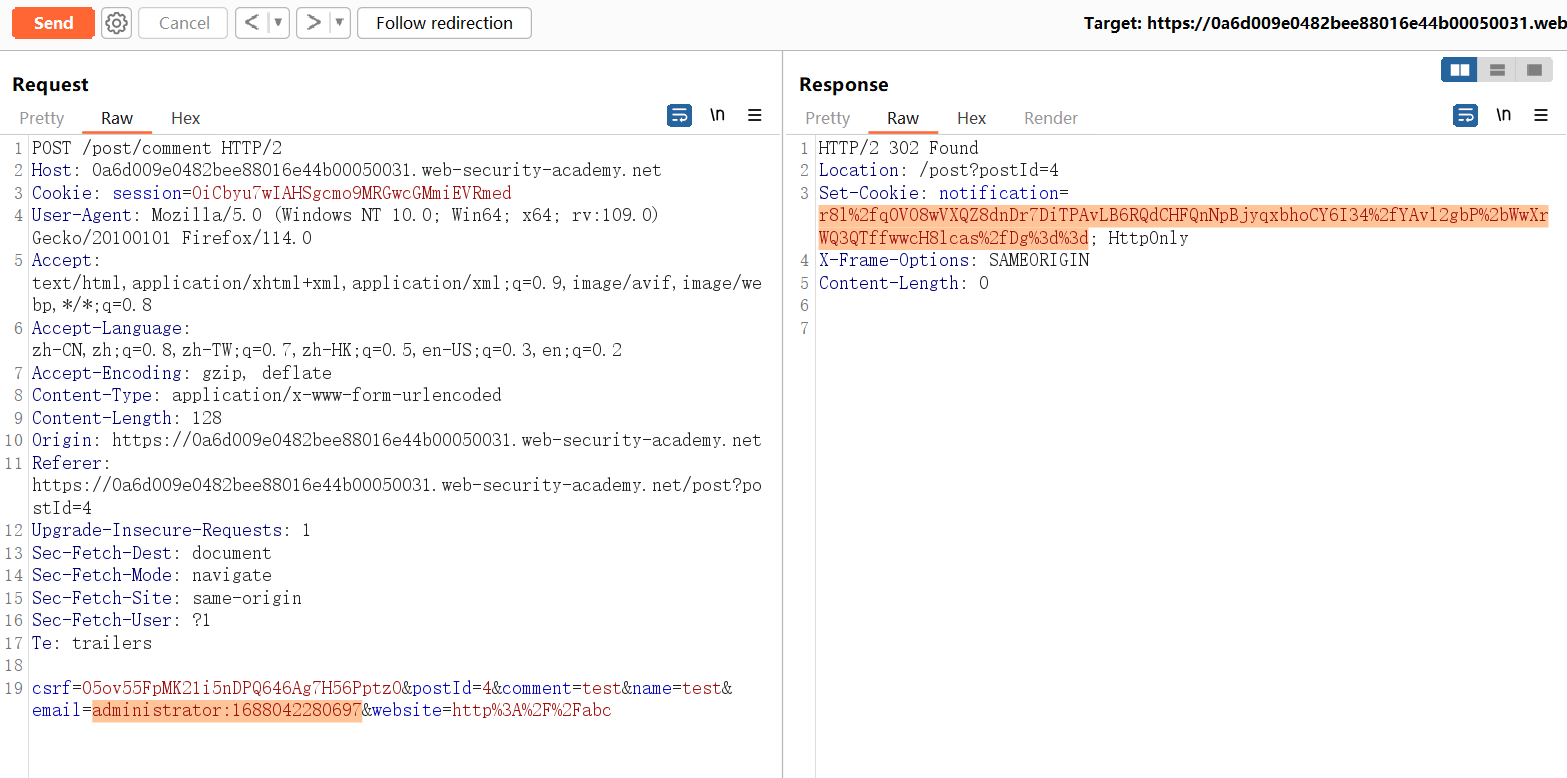 Send
Cancel
< ▼
> ▼
Follow redirection
Target: https://0a6d009e0482bee88016e44b00050031.web
Request
Pretty Raw Hex
\n
1 POST /post/comment HTTP/2
2 Host: 0a6d009e0482bee88016e44b00050031.web-security-academy.net
3 Cookie: session=OiCbyu7wIAHSgcmo9MRGwcGMmiEVRmed
4 User-Agent: Mozilla/5.0 (Windows NT 10.0; Win64; x64; rv:109.0)
Gecko/20100101 Firefox/114.0
5 Accept:
text/html,application/xhtml+xml,application/xml;q=0.9,image/avif,image/we
bp,*/*;q=0.8
6 Accept-Language:
zh-CN,zh;q=0.8,zh-TW;q=0.7,zh-HK;q=0.5,en-US;q=0.3,en;q=0.2
7 Accept-Encoding: gzip, deflate
8 Content-Type: application/x-www-form-urlencoded
9 Content-Length: 128
10 Origin: https://0a6d009e0482bee88016e44b00050031.web-security-academy.net
11 Referer:
https://0a6d009e0482bee88016e44b00050031.web-security-academy.net/post?po
stId=4
12 Upgrade-Insecure-Requests: 1
13 Sec-Fetch-Dest: document
14 Sec-Fetch-Mode: navigate
15 Sec-Fetch-Site: same-origin
16 Sec-Fetch-User: ?1
17 Te: trailers
18
19 csrf=O5ov55FpMK21i5nDPQ646Ag7H56PptzO&postId=4&comment=test&name=test&
email=administrator:1688042280697&website=http%3A%2F%2Fabc
Response
Pretty Raw Hex Render
\n
1 HTTP/2 302 Found
2 Location: /post?postId=4
3 Set-Cookie: notification=
r8l%2fq0VO8wVXQZ8dnDr7DiTPAvLB6RQdCHFQnNpBjyqxbhoCY6I34%2fYAvl2gbP%2bWwXr
WQ3QTffwwcH8lcas%2fDg%3d%3d; HttpOnly
4 X-Frame-Options: SAMEORIGIN
5 Content-Length: 0
6
7